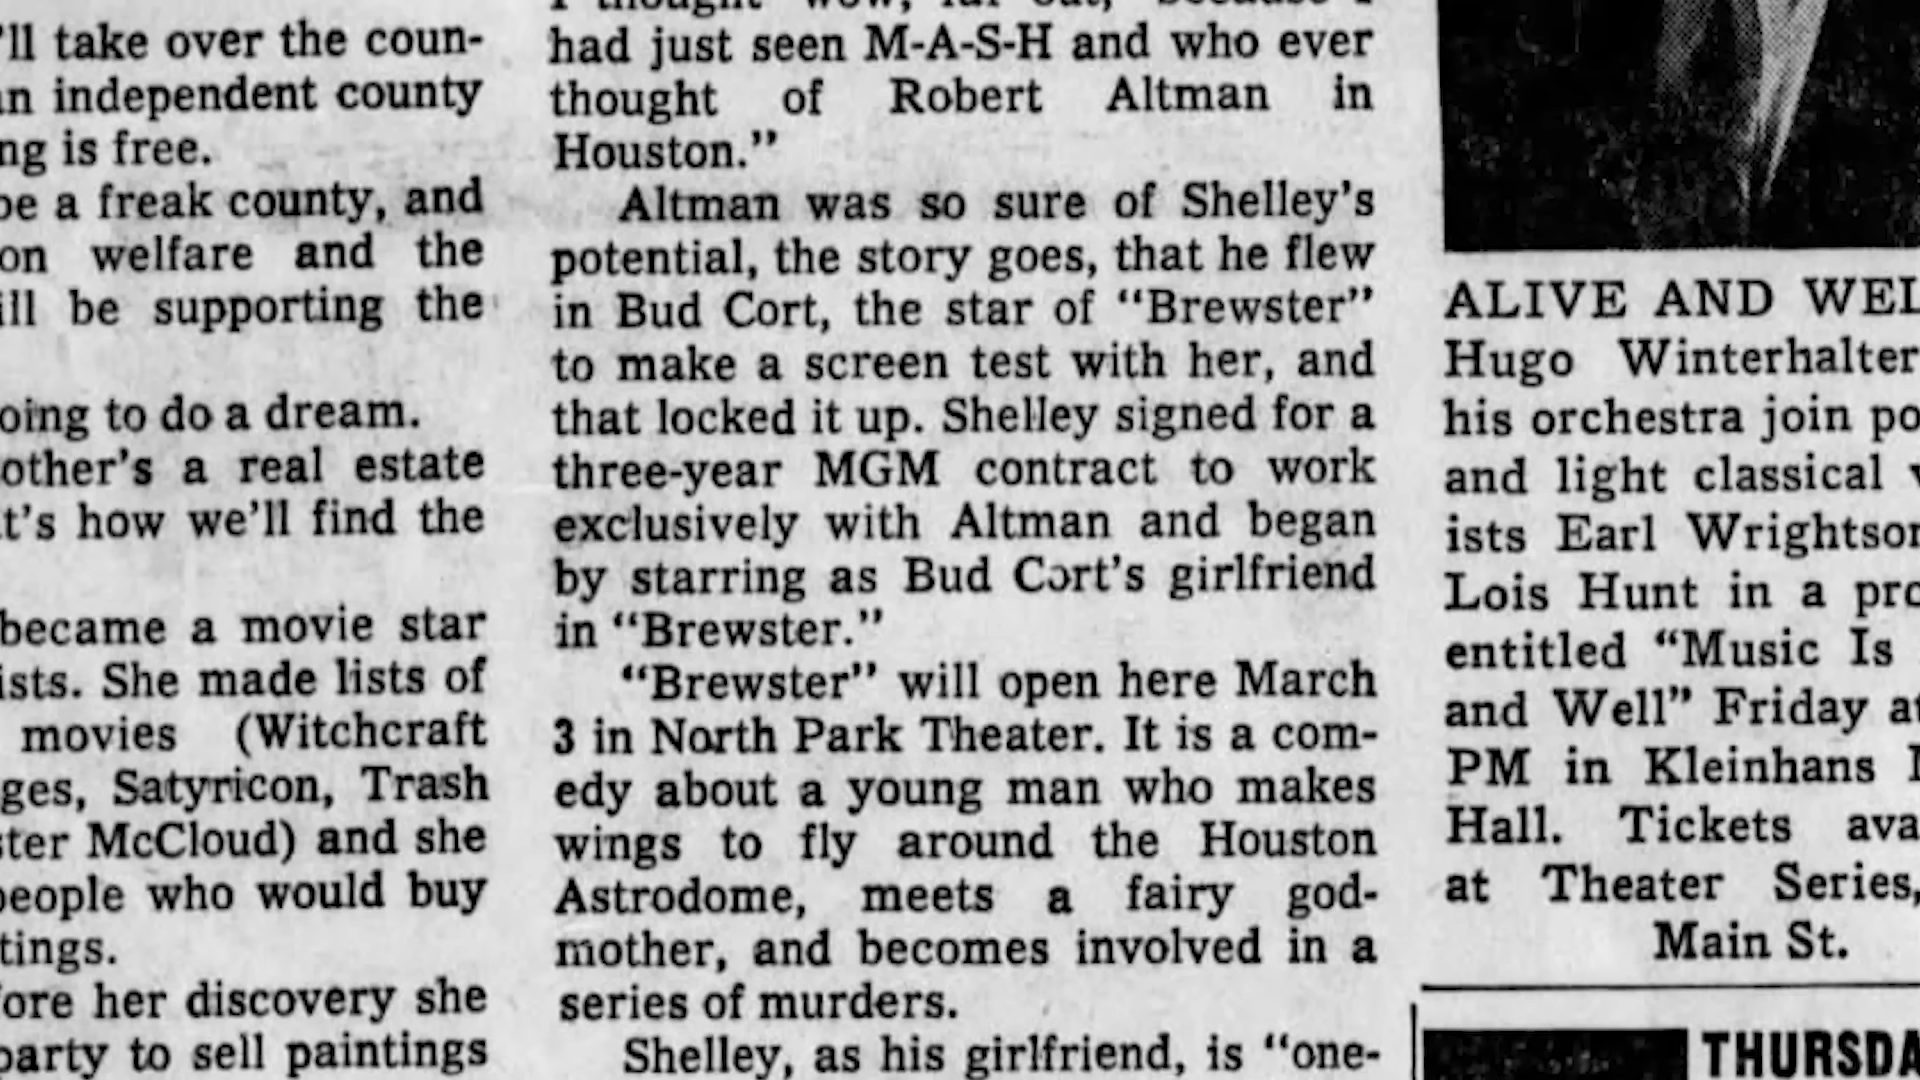 'll take over the coun-
an independent county
ng is free.
be a freak county, and
on welfare and the
ill be supporting the
oing to do a dream.
other's a real estate
t's how we'll find the
became a movie star
ists. She made lists of
movies (Witchcraft
ges, Satyricon, Trash
ster McCloud) and she
people who would buy
tings.
ore her discovery she
party to sell paintings
I thought "wow, far out," because I
had just seen M-A-S-H and who ever
thought of Robert Altman in
Houston."
Altman was so sure of Shelley's
potential, the story goes, that he flew
in Bud Cort, the star of "Brewster"
to make a screen test with her, and
that locked it up. Shelley signed for a
three-year MGM contract to work
exclusively with Altman and began
by starring as Bud Cort's girlfriend
in "Brewster."
"Brewster" will open here March
3 in North Park Theater. It is a com-
edy about a young man who makes
wings to fly around the Houston
Astrodome, meets a fairy god-
mother, and becomes involved in a
series of murders.
Shelley, as his girlfriend, is "one-
ALIVE AND WEL
Hugo Winterhalter
his orchestra join po
and light classical v
ists Earl Wrightson
Lois Hunt in a pro
entitled "Music Is
and Well" Friday at
PM in Kleinhans M
Hall. Tickets ava
at Theater Series,
Main St.
THURSDA